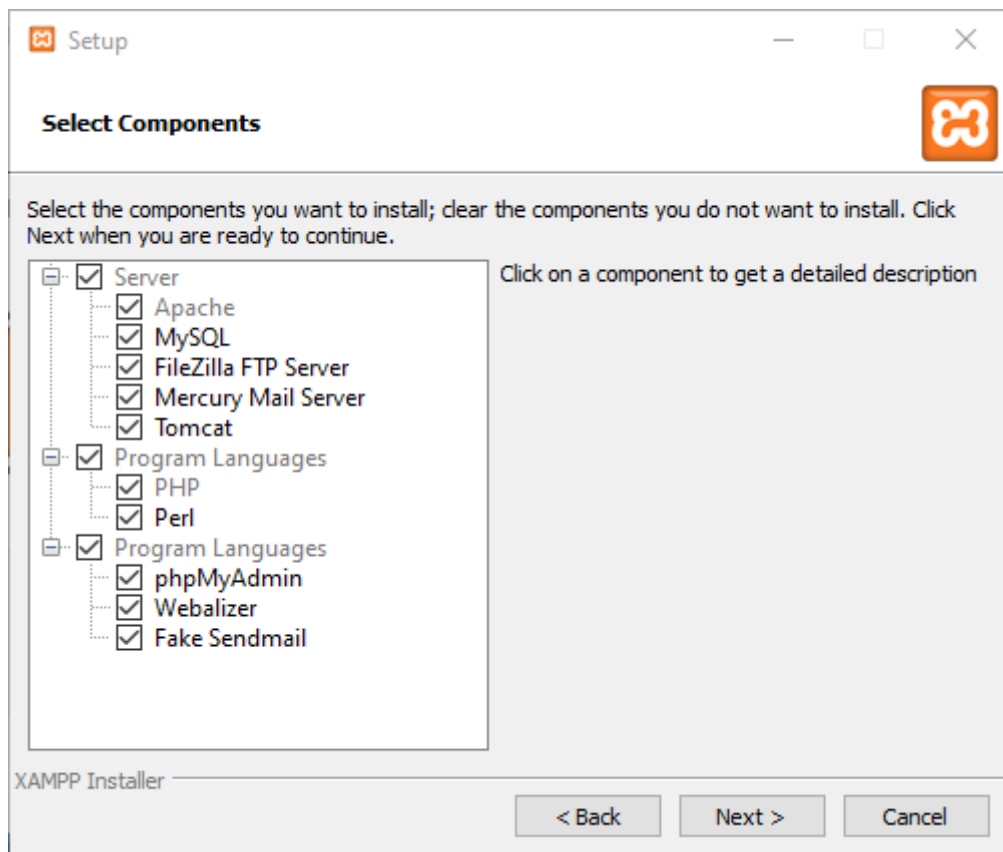 Setup
Select Components
Select the components you want to install; clear the components you do not want to install. Click
Next when you are ready to continue.
Server
Apache
MySQL
FileZilla FTP Server
Mercury Mail Server
Tomcat
Program Languages
PHP
Perl
Program Languages
phpMyAdmin
Webalizer
Fake Sendmail
Click on a component to get a detailed description
XAMPP Installer
< Back
Next >
Cancel